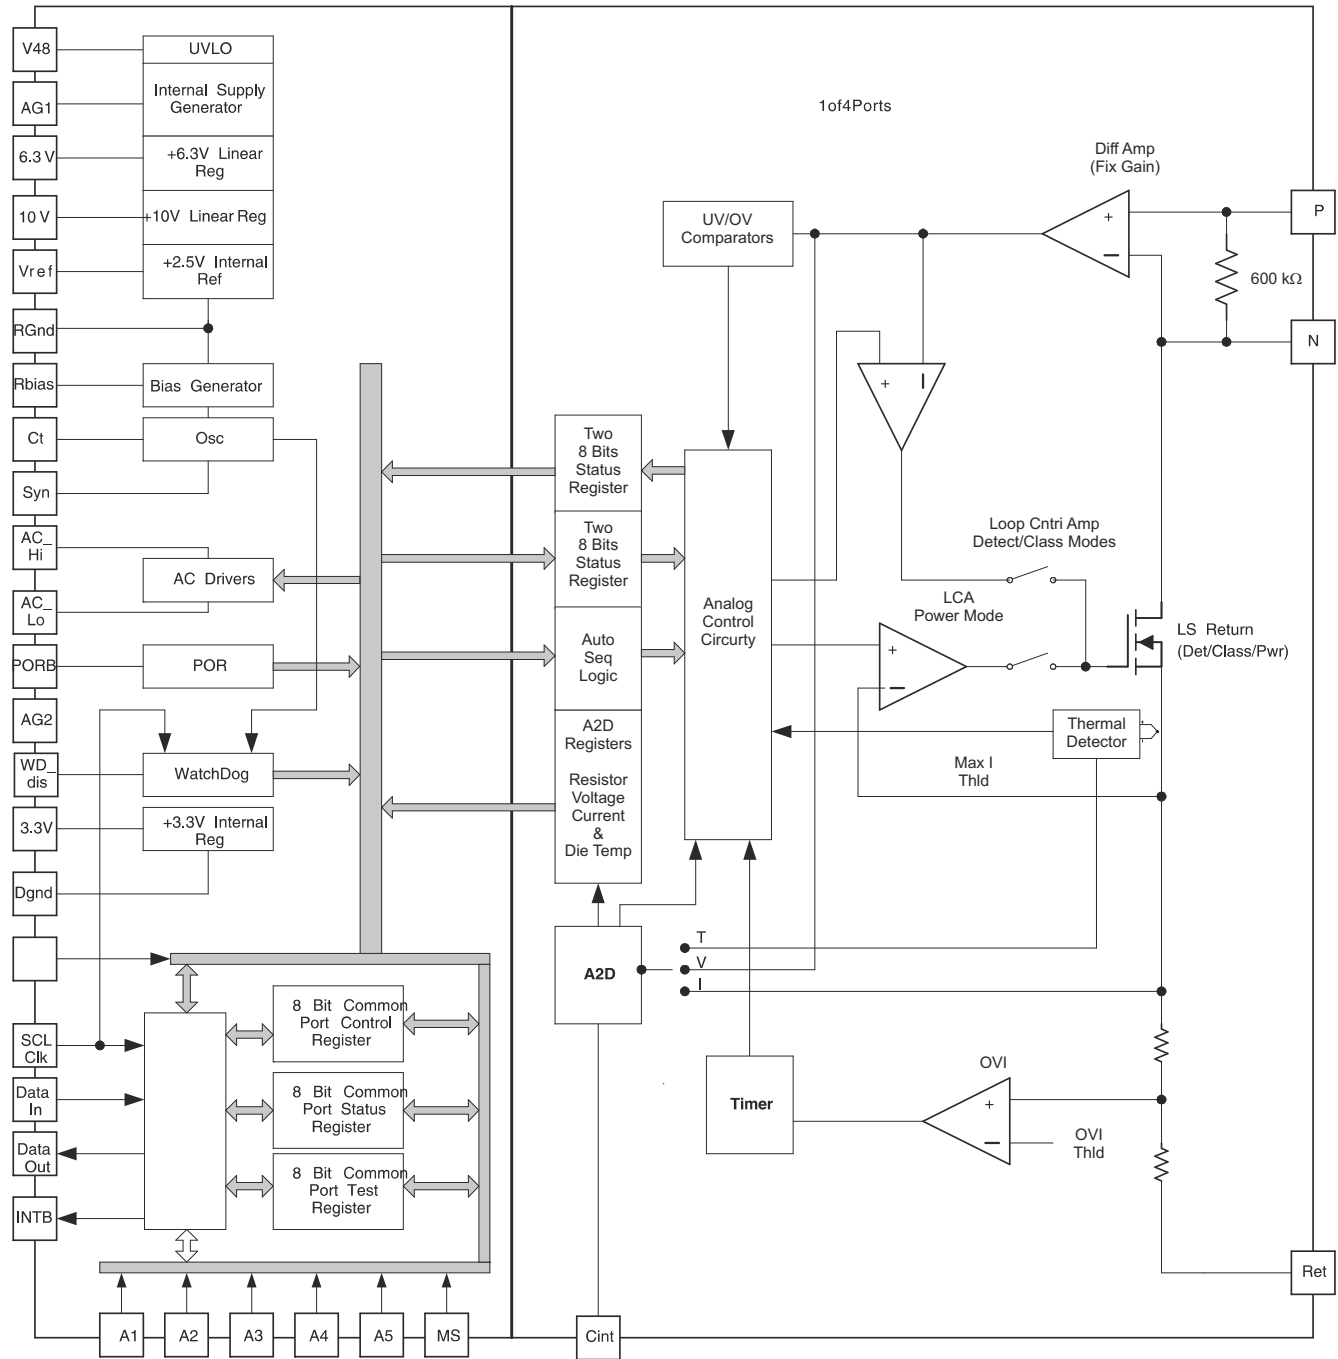 V48
UVLO
AG1
Internal Supply
Generator
6.3 V
+6.3V Linear
Reg
10 V
+10V Linear Reg
Vref
+2.5V Internal
Ref
RGnd
Rbias
Bias Generator
Ct
Osc
Syn
AC_
Hi
AC Drivers
AC_
Lo
PORB
POR
AG2
WD_
dis
WatchDog
3.3V
+3.3V Internal
Reg
Dgnd
SCL
Clk
8 Bit Common
Port Control
Register
Data
In
8 Bit Common
Port Status
Register
Data
Out
8 Bit Common
Port Test
Register
INTB
A1
A2
A3
A4
A5
MS
Cint
1of4Ports
Diff Amp
(Fix Gain)
+
–
P
600 kΩ
N
UV/OV
Comparators
+
–
Two
8 Bits
Status
Register
Two
8 Bits
Status
Register
Auto
Seq
Logic
A2D
Registers
Resistor
Voltage
Current
&
Die Temp
Analog
Control
Circurty
Loop Cntri Amp
Detect/Class Modes
LCA
Power Mode
+
–
LS Return
(Det/Class/Pwr)
Thermal
Detector
Max I
Thld
A2D
T
V
I
Timer
OVI
+
–
OVI
Thld
Ret